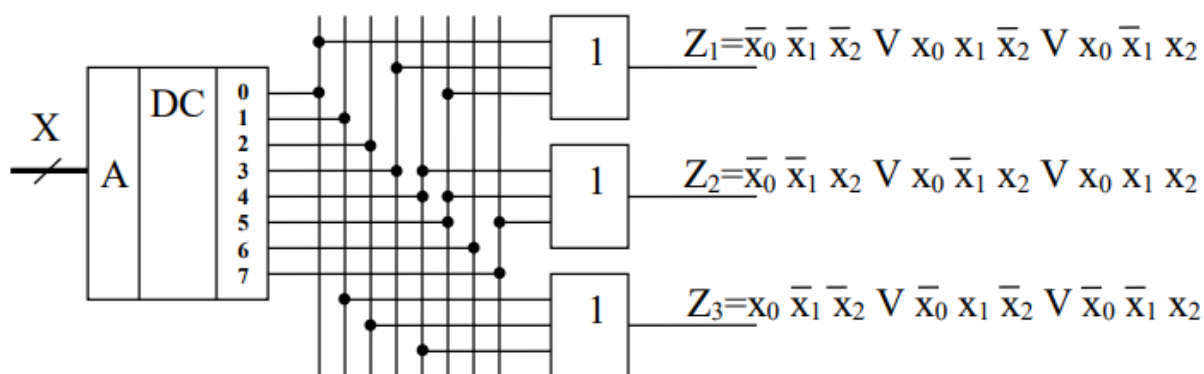 1 Z₁=x̅₀ x̅₁ x̅₂ V x₀ x₁ x̅₂ V x₀ x̅₁ x₂
X A DC
0
1
2
3
4
5
6
7
1 Z₂=x̅₀ x̅₁ x₂ V x₀ x̅₁ x₂ V x₀ x₁ x₂
1 Z₃=x₀ x̅₁ x̅₂ V x̅₀ x₁ x̅₂ V x̅₀ x̅₁ x₂